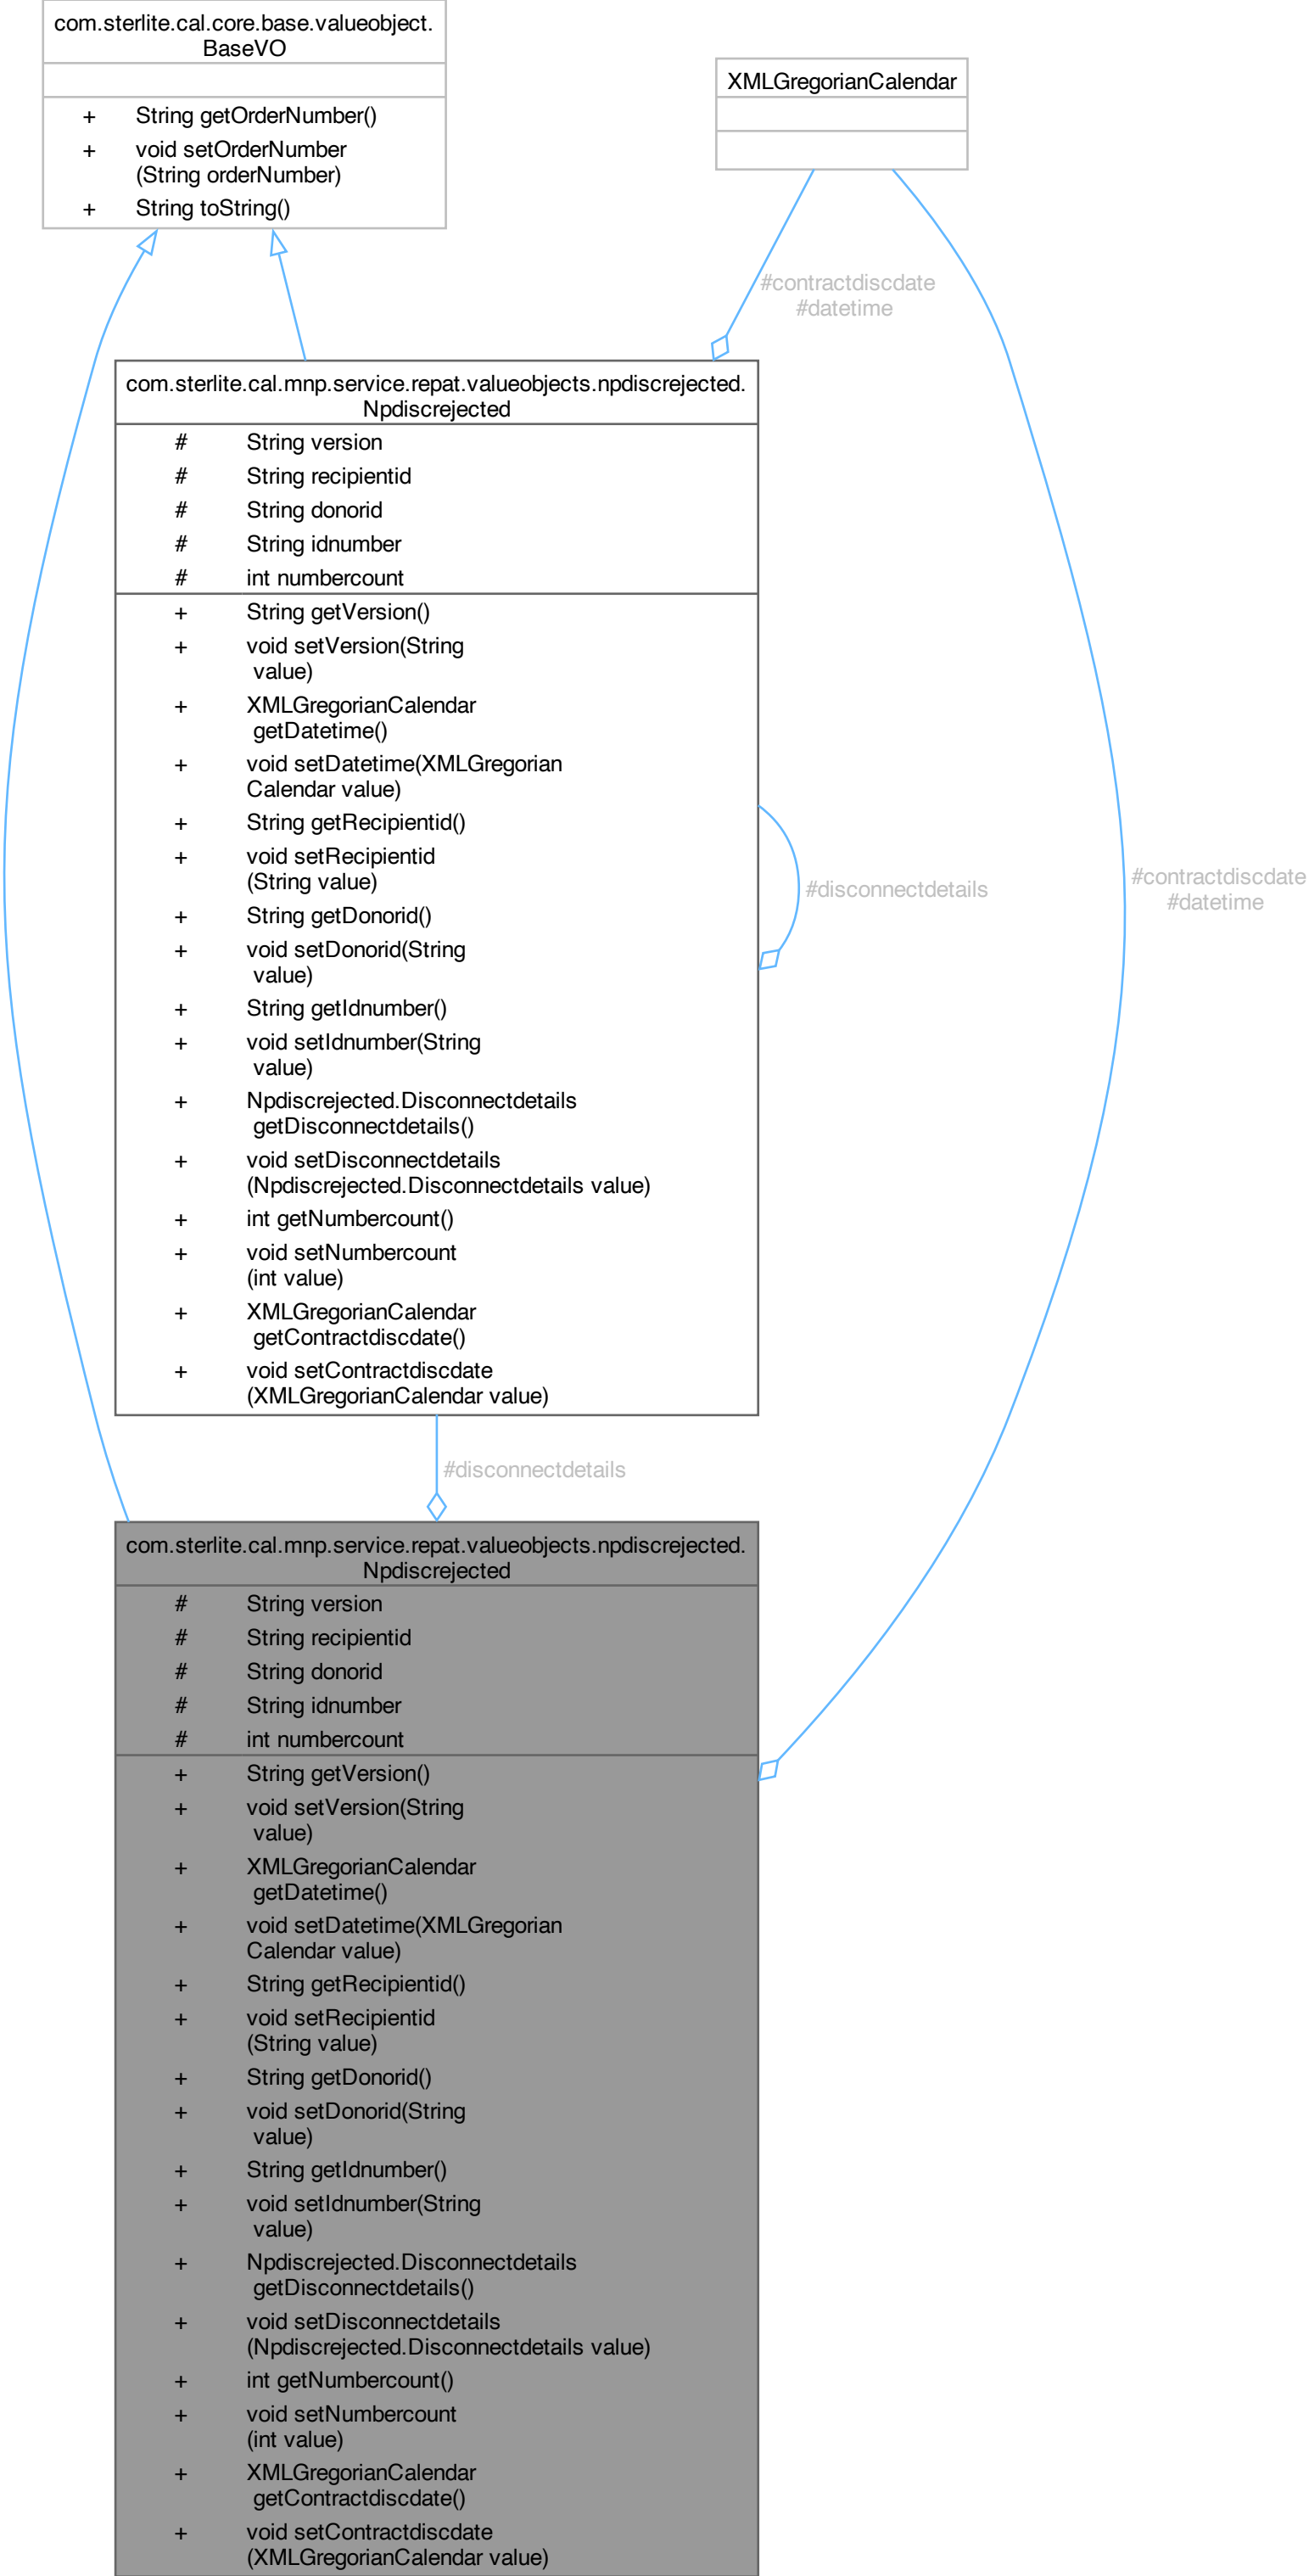 com.sterlite.cal.core.base.valueobject.
BaseVO
+ String getOrderNumber()
+ void setOrderNumber
(String orderNumber)
+ String toString()
XMLGregorianCalendar
#contractdiscdate
#datetime
com.sterlite.cal.mnp.service.repat.valueobjects.npdiscrejected.
Npdiscrejected
# String version
# String recipientid
# String donorid
# String idnumber
# int numbercount
+ String getVersion()
+ void setVersion(String
value)
+ XMLGregorianCalendar
getDatetime()
+ void setDatetime(XMLGregorian
Calendar value)
+ String getRecipientid()
+ void setRecipientid
(String value)
+ String getDonorid()
+ void setDonorid(String
value)
+ String getIdnumber()
+ void setIdnumber(String
value)
+ Npdiscrejected.Disconnectdetails
getDisconnectdetails()
+ void setDisconnectdetails
(Npdiscrejected.Disconnectdetails value)
+ int getNumbercount()
+ void setNumbercount
(int value)
+ XMLGregorianCalendar
getContractdiscdate()
+ void setContractdiscdate
(XMLGregorianCalendar value)
#disconnectdetails
#contractdiscdate
#datetime
#disconnectdetails
com.sterlite.cal.mnp.service.repat.valueobjects.npdiscrejected.
Npdiscrejected
# String version
# String recipientid
# String donorid
# String idnumber
# int numbercount
+ String getVersion()
+ void setVersion(String
value)
+ XMLGregorianCalendar
getDatetime()
+ void setDatetime(XMLGregorian
Calendar value)
+ String getRecipientid()
+ void setRecipientid
(String value)
+ String getDonorid()
+ void setDonorid(String
value)
+ String getIdnumber()
+ void setIdnumber(String
value)
+ Npdiscrejected.Disconnectdetails
getDisconnectdetails()
+ void setDisconnectdetails
(Npdiscrejected.Disconnectdetails value)
+ int getNumbercount()
+ void setNumbercount
(int value)
+ XMLGregorianCalendar
getContractdiscdate()
+ void setContractdiscdate
(XMLGregorianCalendar value)